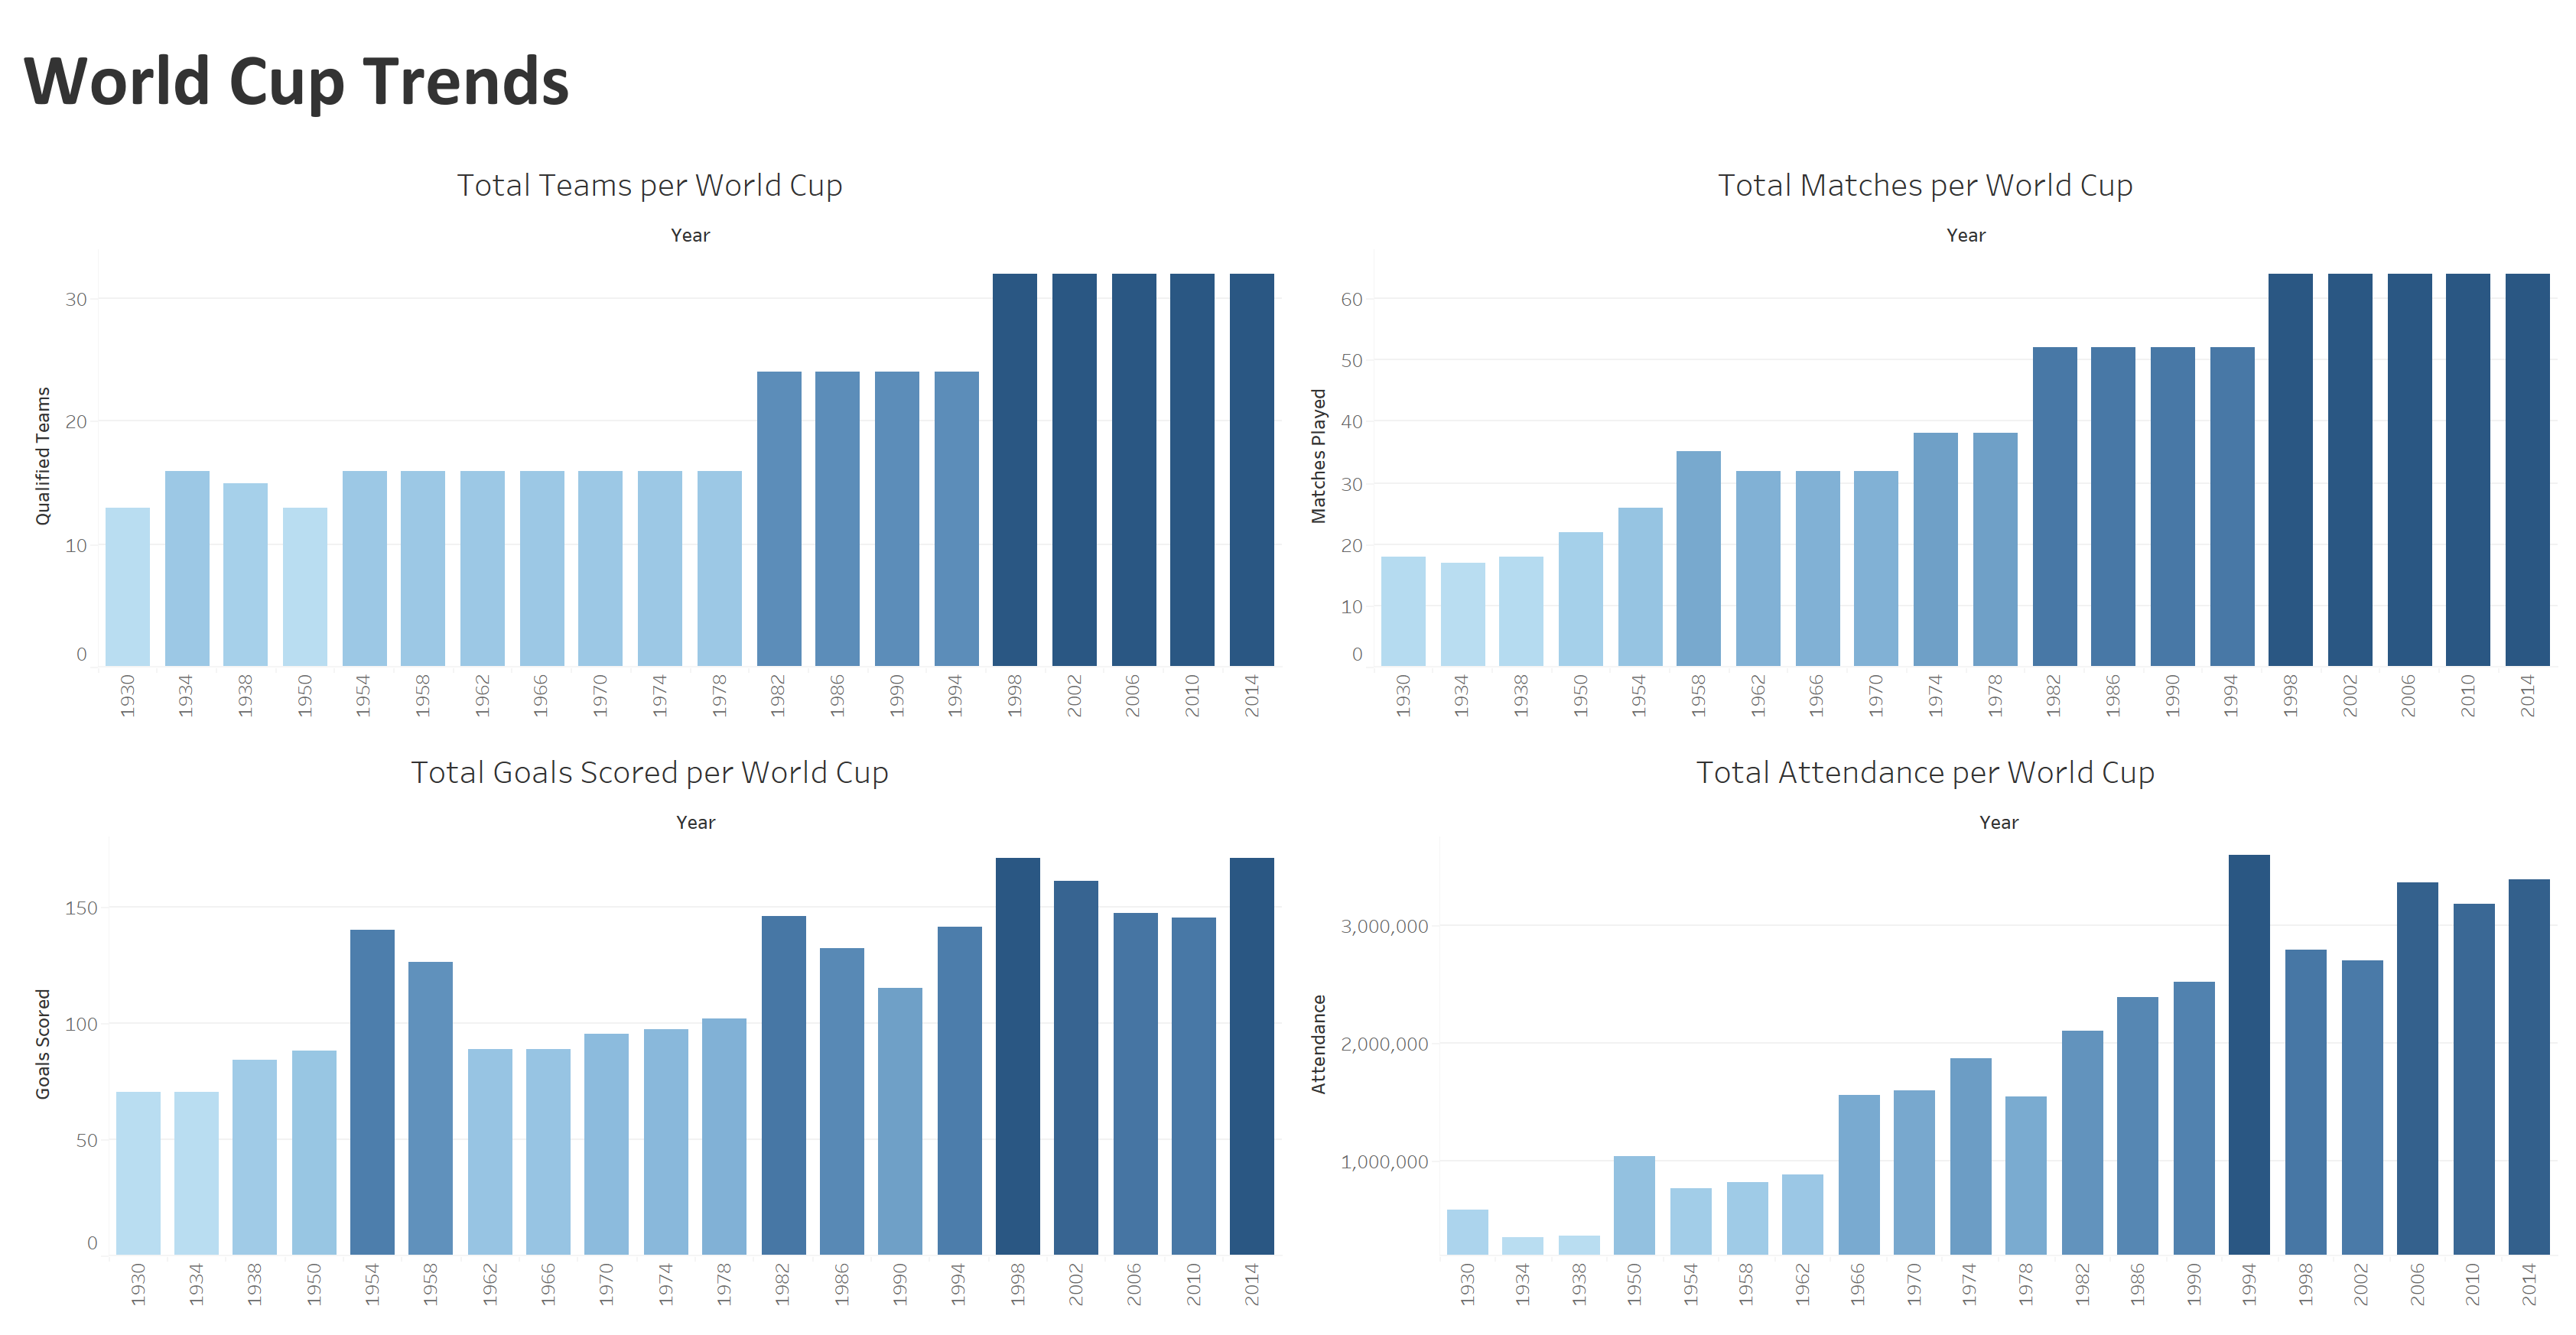 World Cup Trends
Total Teams per World Cup
Year
Qualified Teams
30
20
10
0
1930 1934 1938 1950 1954 1958 1962 1966 1970 1974 1978 1982 1986 1990 1994 1998 2002 2006 2010 2014
Total Matches per World Cup
Year
Matches Played
60
50
40
30
20
10
0
1930 1934 1938 1950 1954 1958 1962 1966 1970 1974 1978 1982 1986 1990 1994 1998 2002 2006 2010 2014
Total Goals Scored per World Cup
Year
Goals Scored
150
100
50
0
1930 1934 1938 1950 1954 1958 1962 1966 1970 1974 1978 1982 1986 1990 1994 1998 2002 2006 2010 2014
Total Attendance per World Cup
Year
Attendance
3,000,000
2,000,000
1,000,000
1930 1934 1938 1950 1954 1958 1962 1966 1970 1974 1978 1982 1986 1990 1994 1998 2002 2006 2010 2014